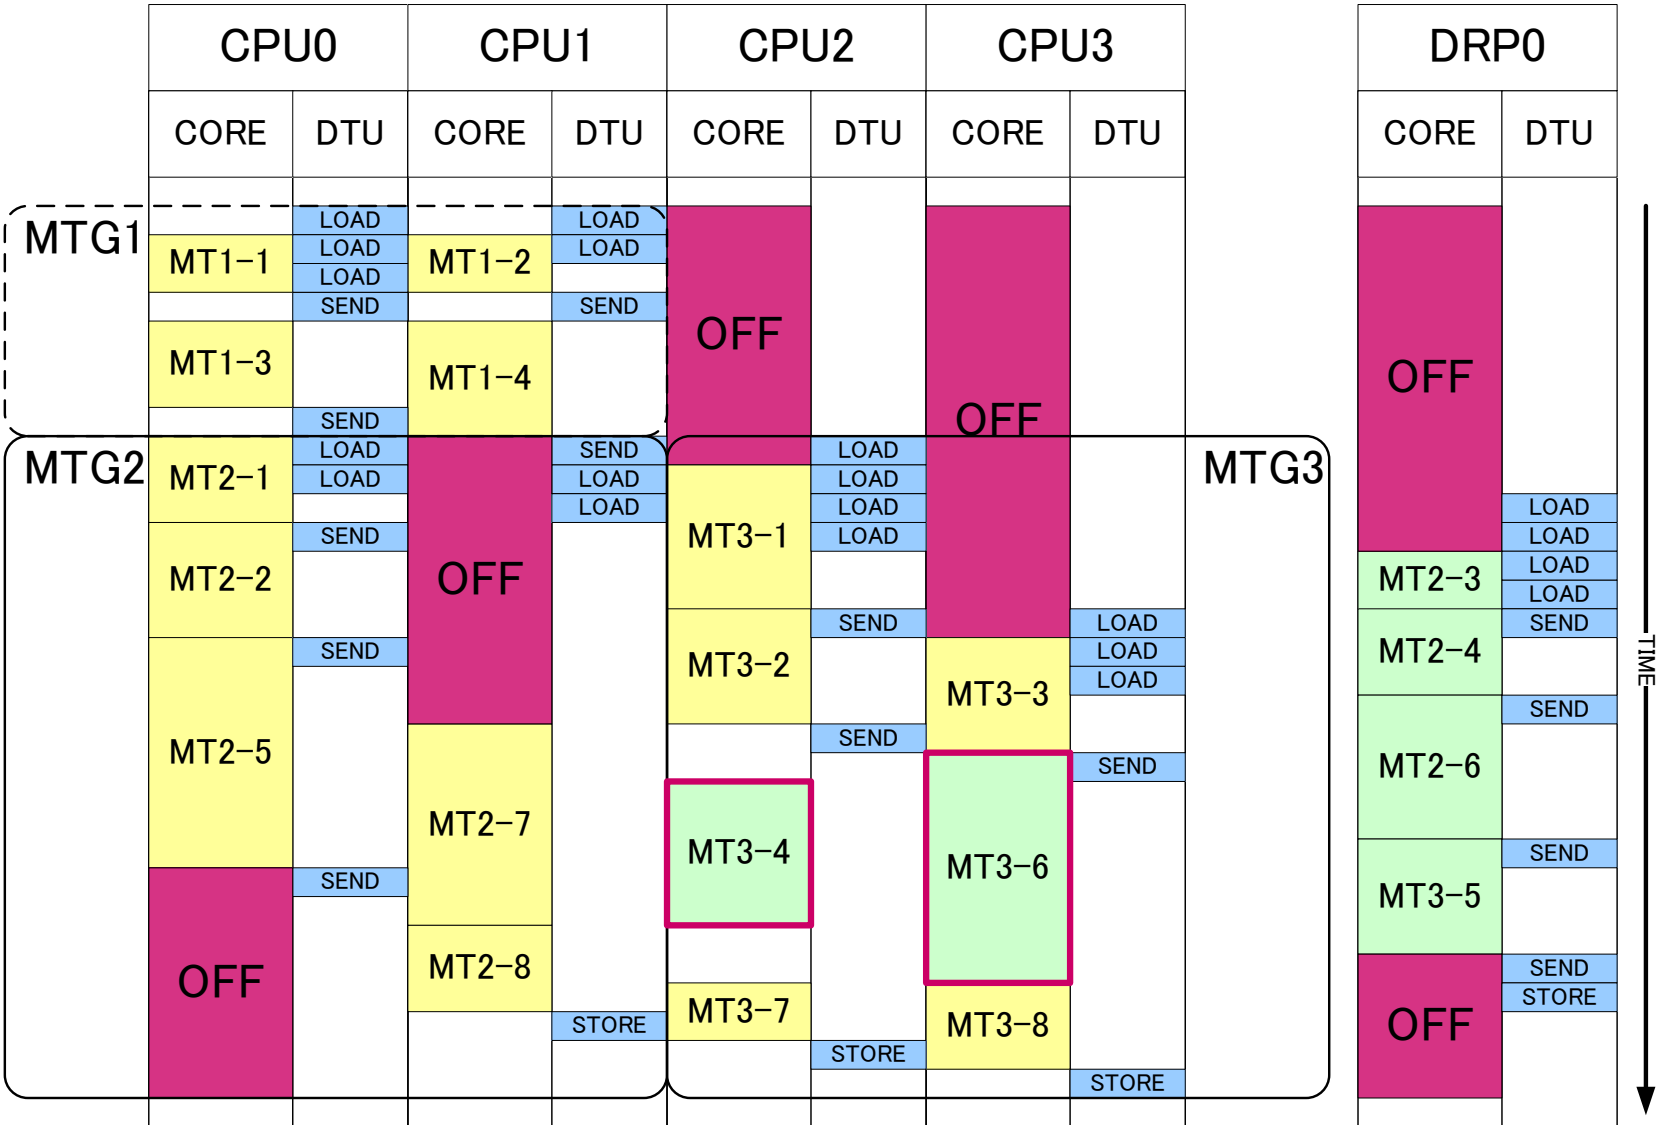 CPU0 CPU1 CPU2 CPU3 DRP0
CORE DTU CORE DTU CORE DTU CORE DTU CORE DTU
LOAD LOAD
MTG1
LOAD LOAD
MT1-1 MT1-2
LOAD
SEND SEND
OFF
MT1-3 MT1-4
OFF
OFF
SEND
LOAD SEND LOAD
MTG2 MTG3
MT2-1
LOAD LOAD LOAD
LOAD LOAD LOAD
SEND LOAD LOAD
MT3-1
MT2-2 OFF MT2-3
LOAD
LOAD
SEND LOAD SEND
SEND LOAD MT2-4
TIME
MT3-2
LOAD
MT3-3
SEND
SEND
MT2-5 SEND MT2-6
MT2-7
MT3-4 SEND
MT3-6
SEND
MT3-5
MT2-8 SEND
OFF
STORE
MT3-7
STORE MT3-8 OFF
STORE
STORE